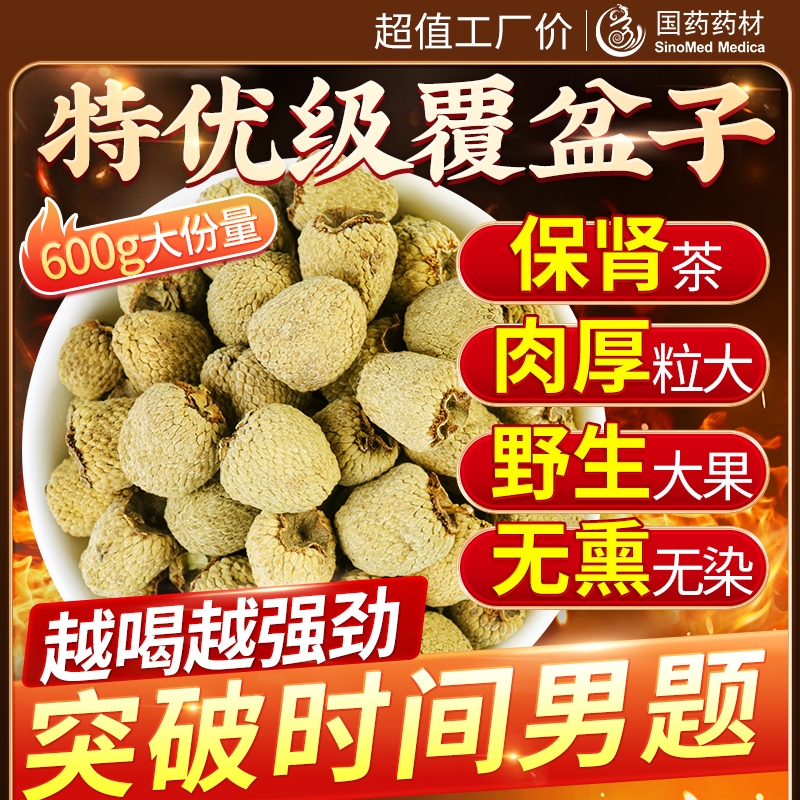 超值工厂价
国药药材
SinoMed Medica
特优级覆盆子
600g大份量
保肾茶
肉厚粒大
野生大果
无熏无染
越喝越强劲
突破时间男题